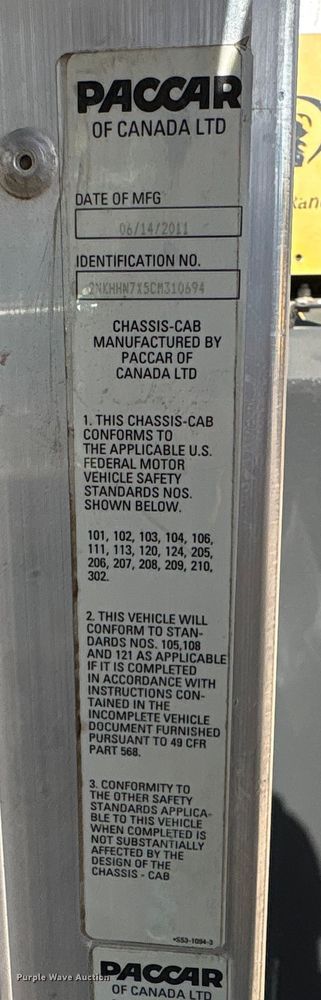 PACCAR
OF CANADA LTD
DATE OF MFG
06/14/2011
IDENTIFICATION NO.
2NKHHN7X5CM310694
CHASSIS-CAB
MANUFACTURED BY
PACCAR OF
CANADA LTD
1. THIS CHASSIS-CAB
CONFORMS TO
THE APPLICABLE U.S.
FEDERAL MOTOR
VEHICLE SAFETY
STANDARDS NOS.
SHOWN BELOW.
101, 102, 103, 104, 106,
111, 113, 120, 124, 205,
206, 207, 208, 209, 210,
302.
2. THIS VEHICLE WILL
CONFORM TO STAN-
DARDS NOS. 105,108
AND 121 AS APPLICABLE
IF IT IS COMPLETED
IN ACCORDANCE WITH
INSTRUCTIONS CON-
TAINED IN THE
INCOMPLETE VEHICLE
DOCUMENT FURNISHED
PURSUANT TO 49 CFR
PART 568.
3. CONFORMITY TO
THE OTHER SAFETY
STANDARDS APPLICA-
BLE TO THIS VEHICLE
WHEN COMPLETED IS
NOT SUBSTANTIALLY
AFFECTED BY THE
DESIGN OF THE
CHASSIS - CAB
•S53-1094-3
PACCAR
OF CANADA LTD
Purple Wave Auction